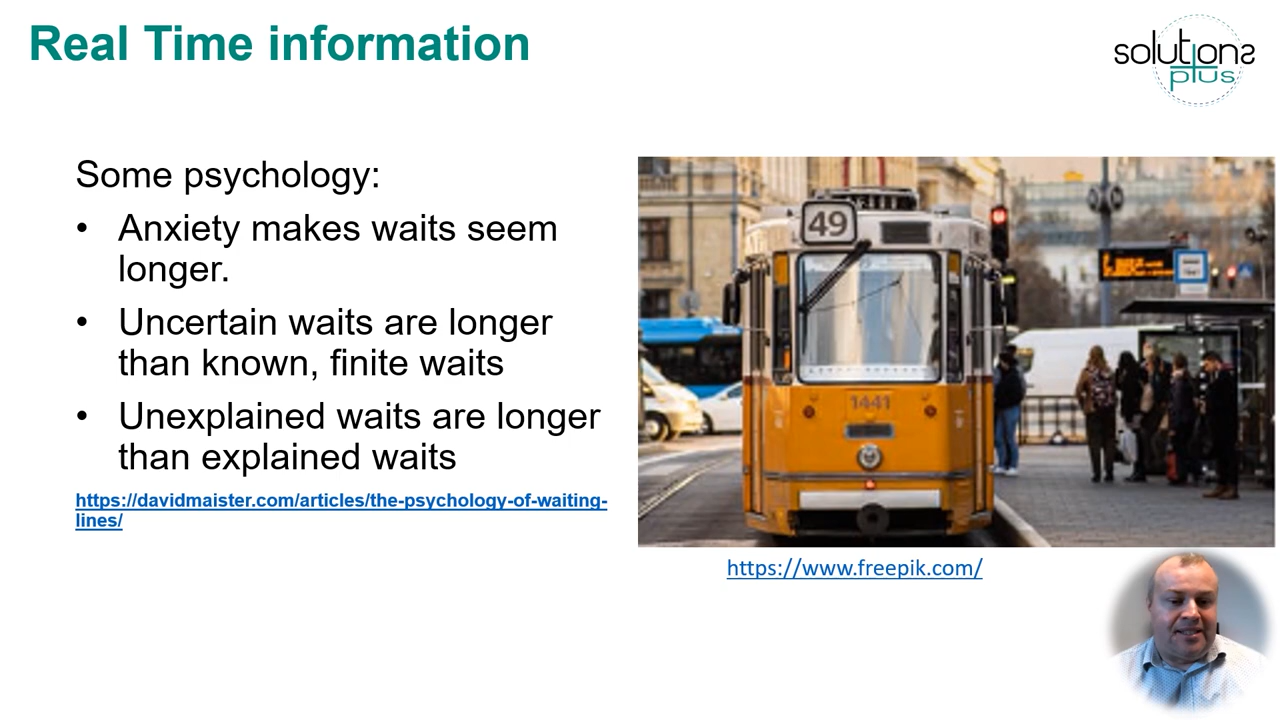 Real Time information
solutions
plus
Some psychology:
• Anxiety makes waits seem
longer.
• Uncertain waits are longer
than known, finite waits
• Unexplained waits are longer
than explained waits
https://davidmaister.com/articles/the-psychology-of-waiting-
lines/
49
1441
https://www.freepik.com/